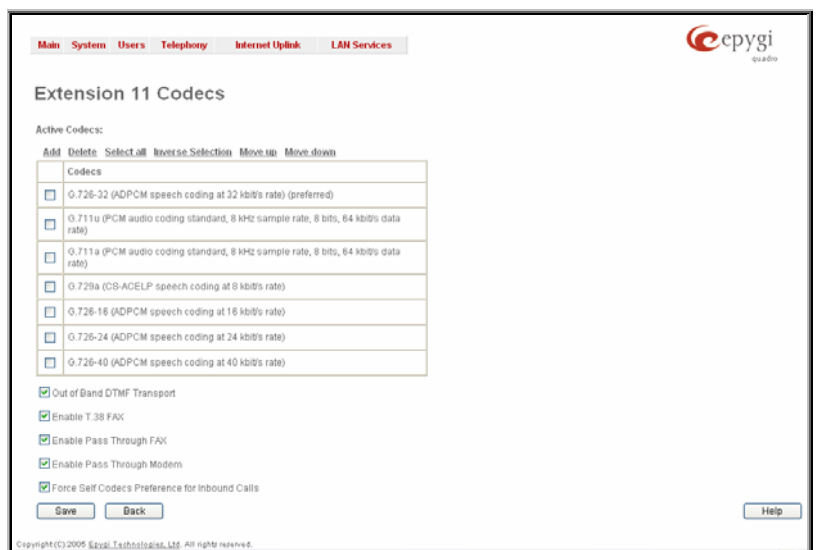 Main System Users Telephony Internet Uplink LAN Services
epygi
quadro
Extension 11 Codecs
Active Codecs:
Add Delete Select all Inverse Selection Move up Move down
Codecs
G.726-32 (ADPCM speech coding at 32 kbit/s rate) (preferred)
G.711u (PCM audio coding standard, 8 kHz sample rate, 8 bits, 64 kbit/s data
rate)
G.711a (PCM audio coding standard, 8 kHz sample rate, 8 bits, 64 kbit/s data
rate)
G.729a (CS-ACELP speech coding at 8 kbit/s rate)
G.726-16 (ADPCM speech coding at 16 kbit/s rate)
G.726-24 (ADPCM speech coding at 24 kbit/s rate)
G.726-40 (ADPCM speech coding at 40 kbit/s rate)
Out of Band DTMF Transport
Enable T.38 FAX
Enable Pass Through FAX
Enable Pass Through Modem
Force Self Codecs Preference for Inbound Calls
Save Back Help
Copyright (C) 2005 Epygi Technologies, Ltd. All rights reserved.